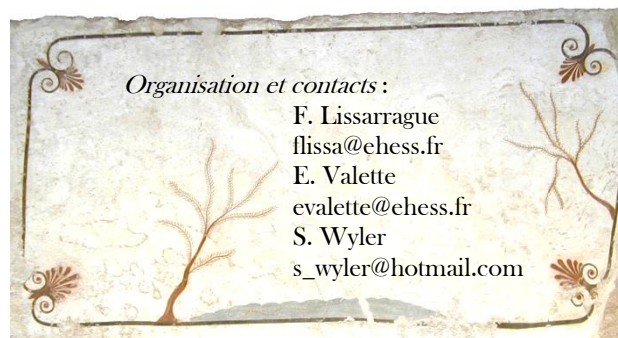 Organisation et contacts :
F. Lissarrague
flissa@ehess.fr
E. Valette
evalette@ehess.fr
S. Wyler
s_wyler@hotmail.com